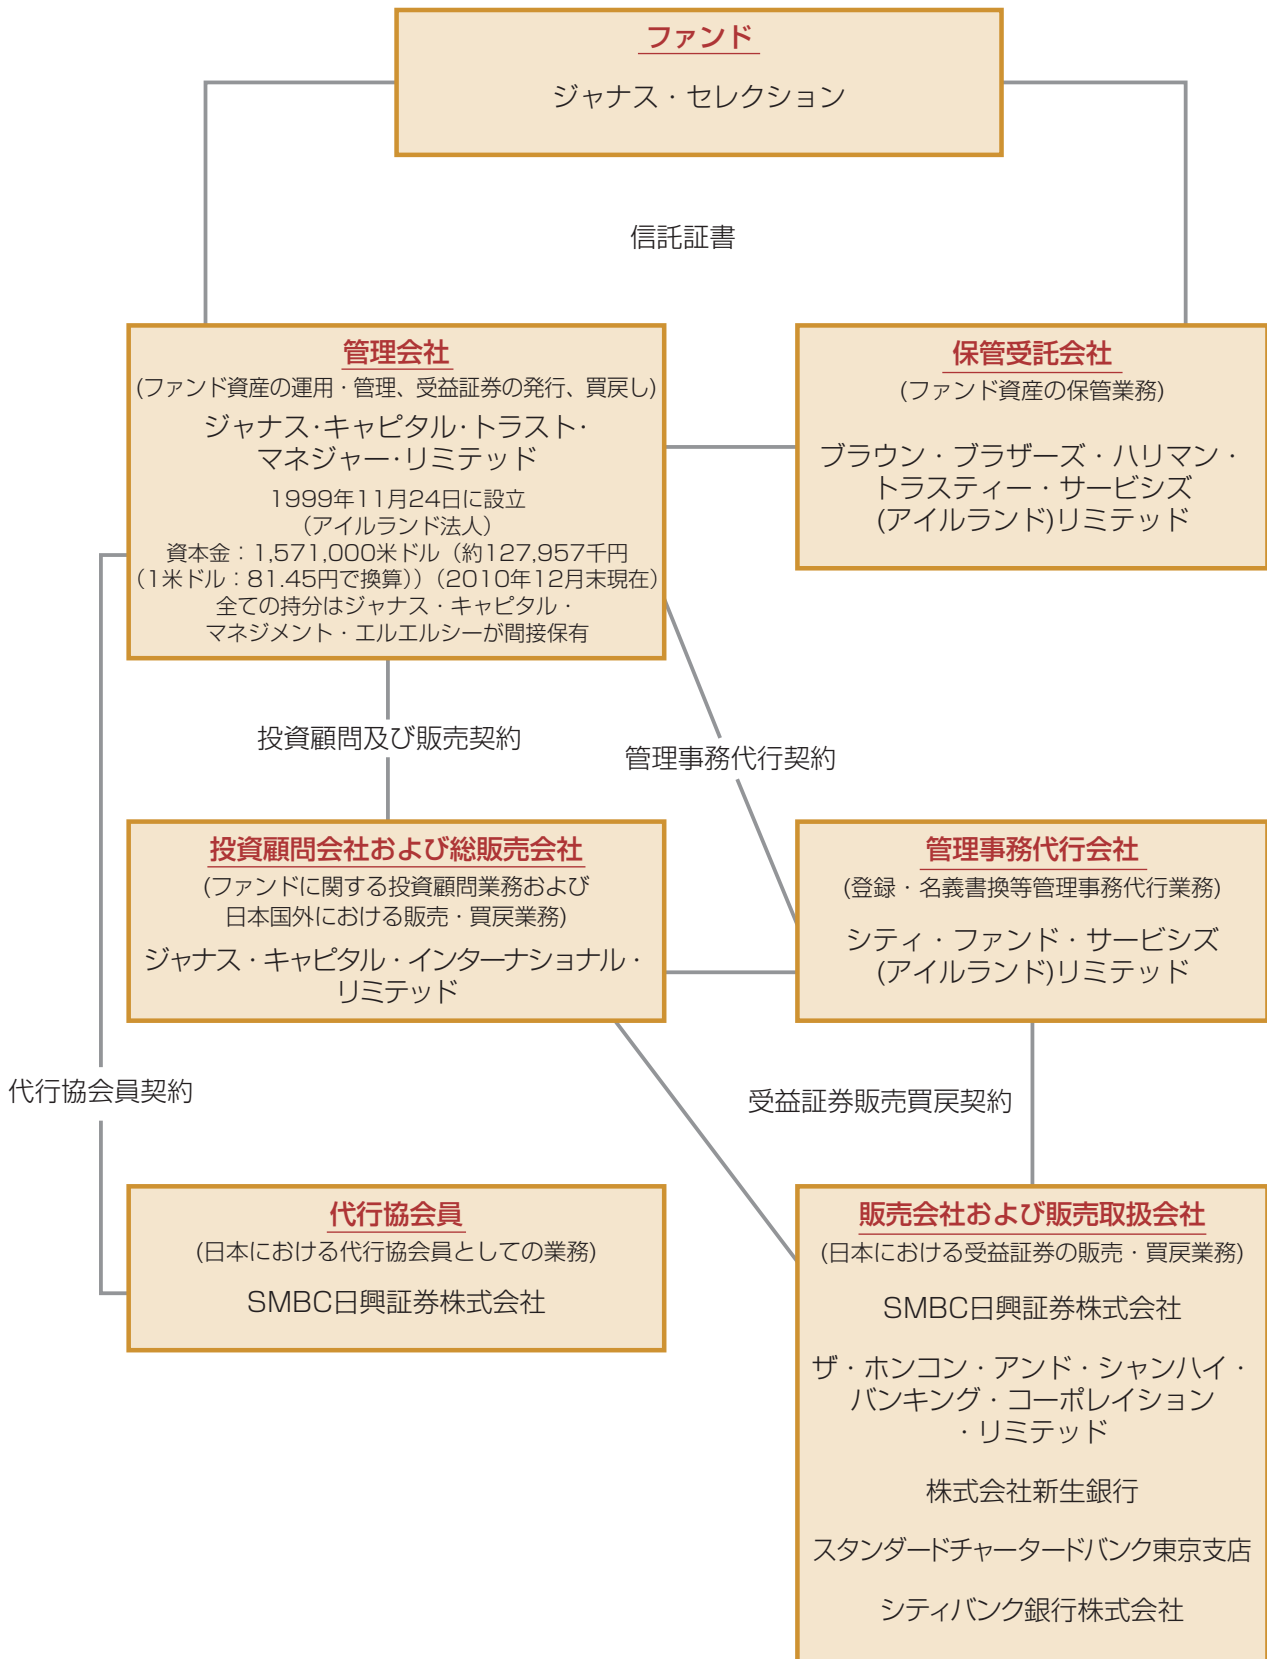 ファンド
ジャナス・セレクション
信託証書
管理会社
(ファンド資産の運用・管理、受益証券の発行、買戻し)
ジャナス・キャピタル・トラスト・
マネジャー・リミテッド
1999年11月24日に設立
（アイルランド法人）
資本金：1,571,000米ドル（約127,957千円
（1米ドル：81.45円で換算））（2010年12月末現在）
全ての持分はジャナス・キャピタル・
マネジメント・エルエルシーが間接保有
保管受託会社
(ファンド資産の保管業務)
ブラウン・ブラザーズ・ハリマン・
トラスティー・サービシズ
(アイルランド)リミテッド
投資顧問及び販売契約
管理事務代行契約
投資顧問会社および総販売会社
(ファンドに関する投資顧問業務および
日本国外における販売・買戻業務)
ジャナス・キャピタル・インターナショナル・
リミテッド
管理事務代行会社
(登録・名義書換等管理事務代行業務)
シティ・ファンド・サービシズ
(アイルランド)リミテッド
代行協会員契約
受益証券販売買戻契約
代行協会員
(日本における代行協会員としての業務)
SMBC日興証券株式会社
販売会社および販売取扱会社
(日本における受益証券の販売・買戻業務)
SMBC日興証券株式会社
ザ・ホンコン・アンド・シャンハイ・
バンキング・コーポレイション
・リミテッド
株式会社新生銀行
スタンダードチャータードバンク東京支店
シティバンク銀行株式会社